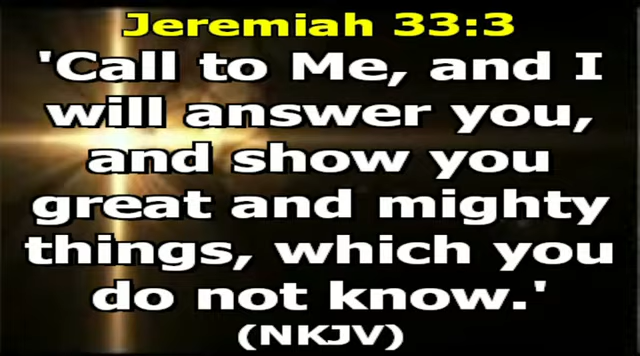 Jeremiah 33:3
'Call to Me, and I
will answer you,
and show you
great and mighty
things, which you
do not know.'
(NKJV)